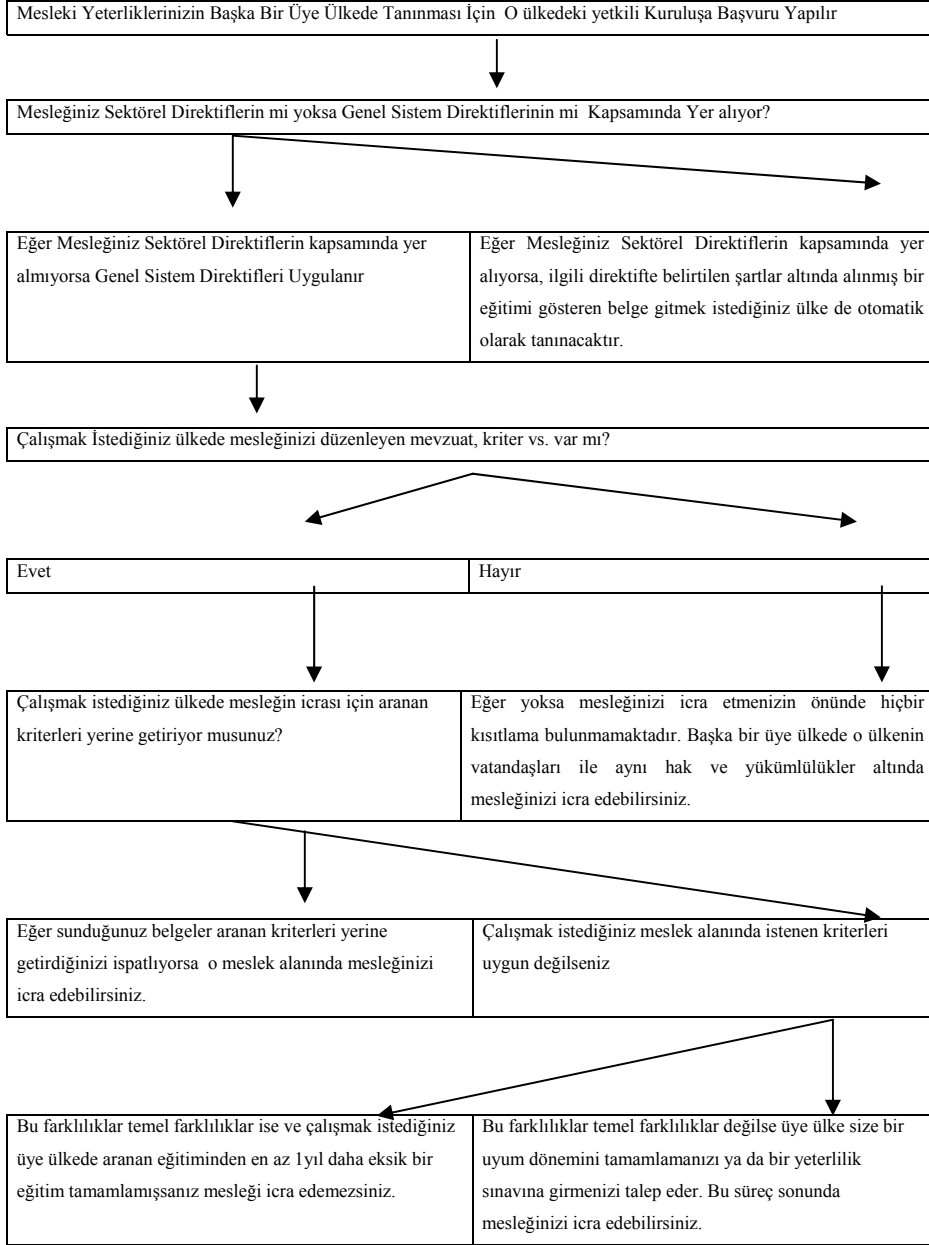 Mesleki Yeterliklerinizin Başka Bir Üye Ülkede Tanınması İçin O ülkedeki yetkili Kuruluşa Başvuru Yapılır
Mesleğiniz Sektörel Direktiflerin mi yoksa Genel Sistem Direktiflerinin mi Kapsamında Yer alıyor?
Eğer Mesleğiniz Sektörel Direktiflerin kapsamında yer
almıyorsa Genel Sistem Direktifleri Uygulanır
Eğer Mesleğiniz Sektörel Direktiflerin kapsamında yer
alıyorsa, ilgili direktifte belirtilen şartlar altında alınmış bir
eğitimi gösteren belge gitmek istediğiniz ülke de otomatik
olarak tanınacaktır.
Çalışmak İstediğiniz ülkede mesleğinizi düzenleyen mevzuat, kriter vs. var mı?
Evet
Hayır
Çalışmak istediğiniz ülkede mesleğin icrası için aranan
kriterleri yerine getiriyor musunuz?
Eğer yoksa mesleğinizi icra etmenizin önünde hiçbir
kısıtlama bulunmamaktadır. Başka bir üye ülkede o ülkenin
vatandaşları ile aynı hak ve yükümlülükler altında
mesleğinizi icra edebilirsiniz.
Eğer sunduğunuz belgeler aranan kriterleri yerine
getirdiğinizi ispatlıyorsa o meslek alanında mesleğinizi
icra edebilirsiniz.
Çalışmak istediğiniz meslek alanında istenen kriterleri
uygun değilseniz
Bu farklılıklar temel farklılıklar ise ve çalışmak istediğiniz
üye ülkede aranan eğitiminden en az 1yıl daha eksik bir
eğitim tamamlamışsanız mesleği icra edemezsiniz.
Bu farklılıklar temel farklılıklar değilse üye ülke size bir
uyum dönemini tamamlamanızı ya da bir yeterlilik
sınavına girmenizi talep eder. Bu süreç sonunda
mesleğinizi icra edebilirsiniz.